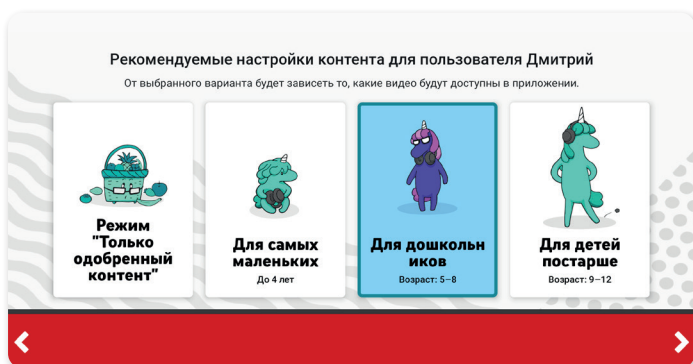 Рекомендуемые настройки контента для пользователя Дмитрий
От выбранного варианта будет зависеть то, какие видео будут доступны в приложении.
Режим
"Только
одобренный
контент"
Для самых
маленьких
До 4 лет
Для дошкольн
иков
Возраст: 5–8
Для детей
постарше
Возраст: 9–12